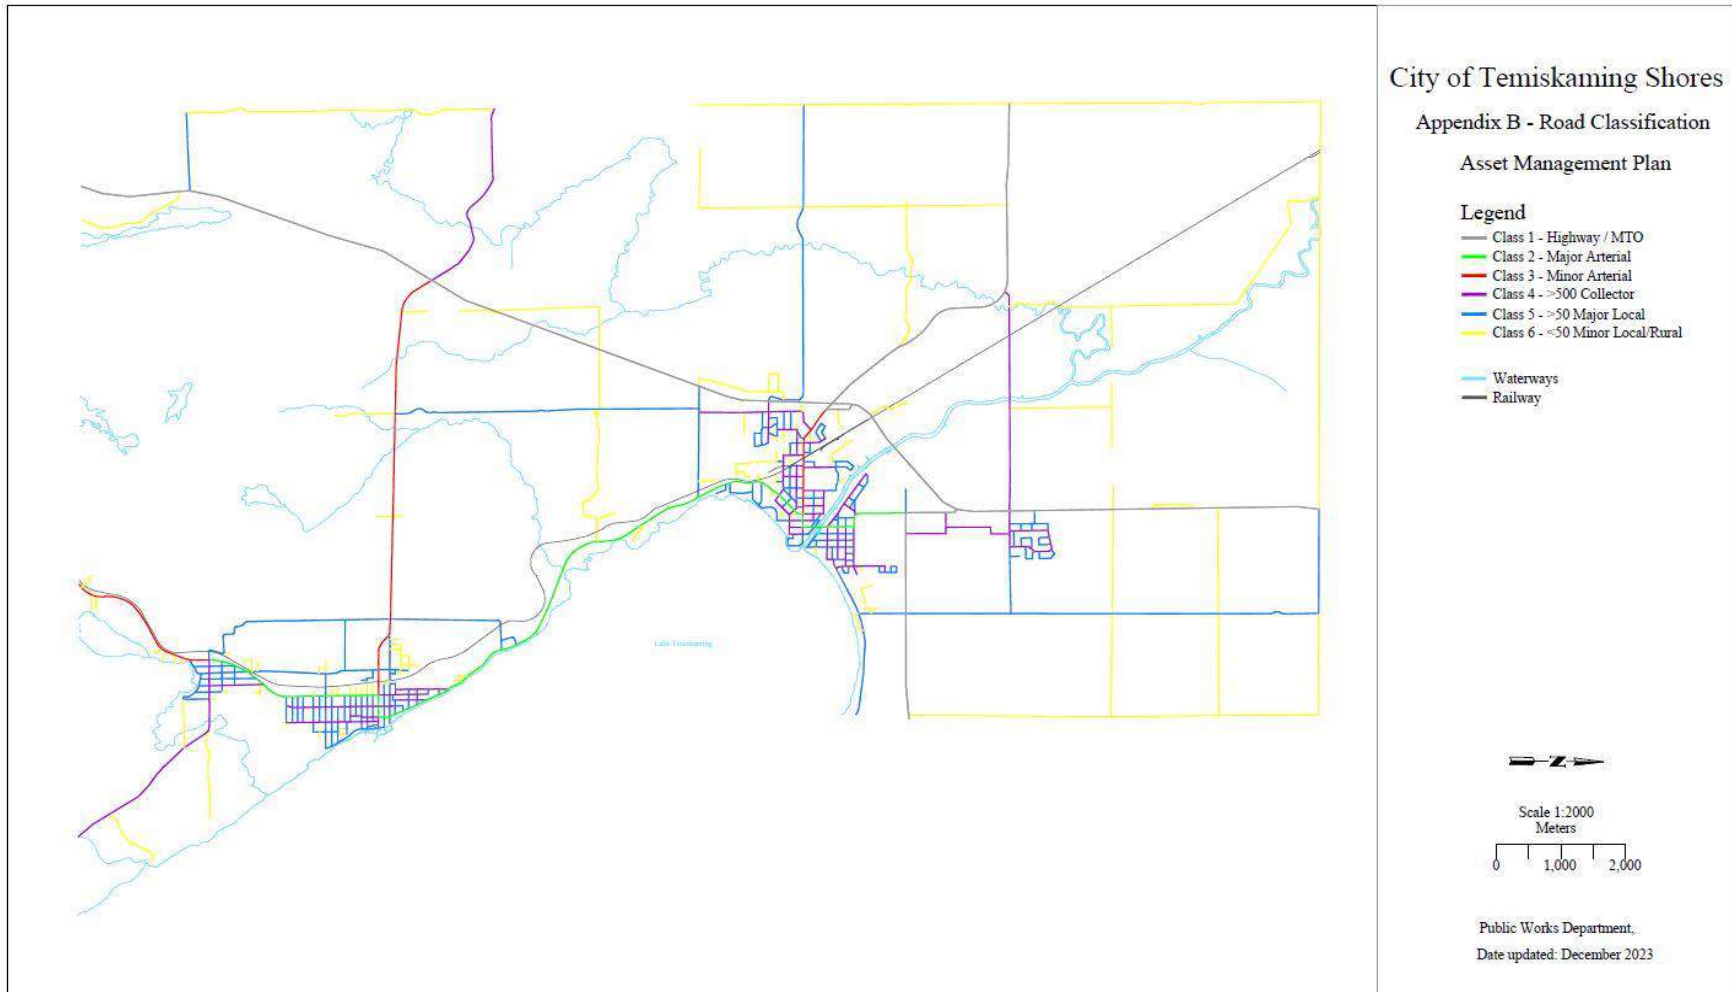 City of Temiskaming Shores
Appendix B - Road Classification
Asset Management Plan
Legend
Class 1 - Highway / MTO
Class 2 - Major Arterial
Class 3 - Minor Arterial
Class 4 - >500 Collector
Class 5 - >50 Major Local
Class 6 - <50 Minor Local/Rural
Waterways
Railway
Lake Temiskaming
N
Scale 1:2000
Meters
0 1,000 2,000
Public Works Department,
Date updated: December 2023